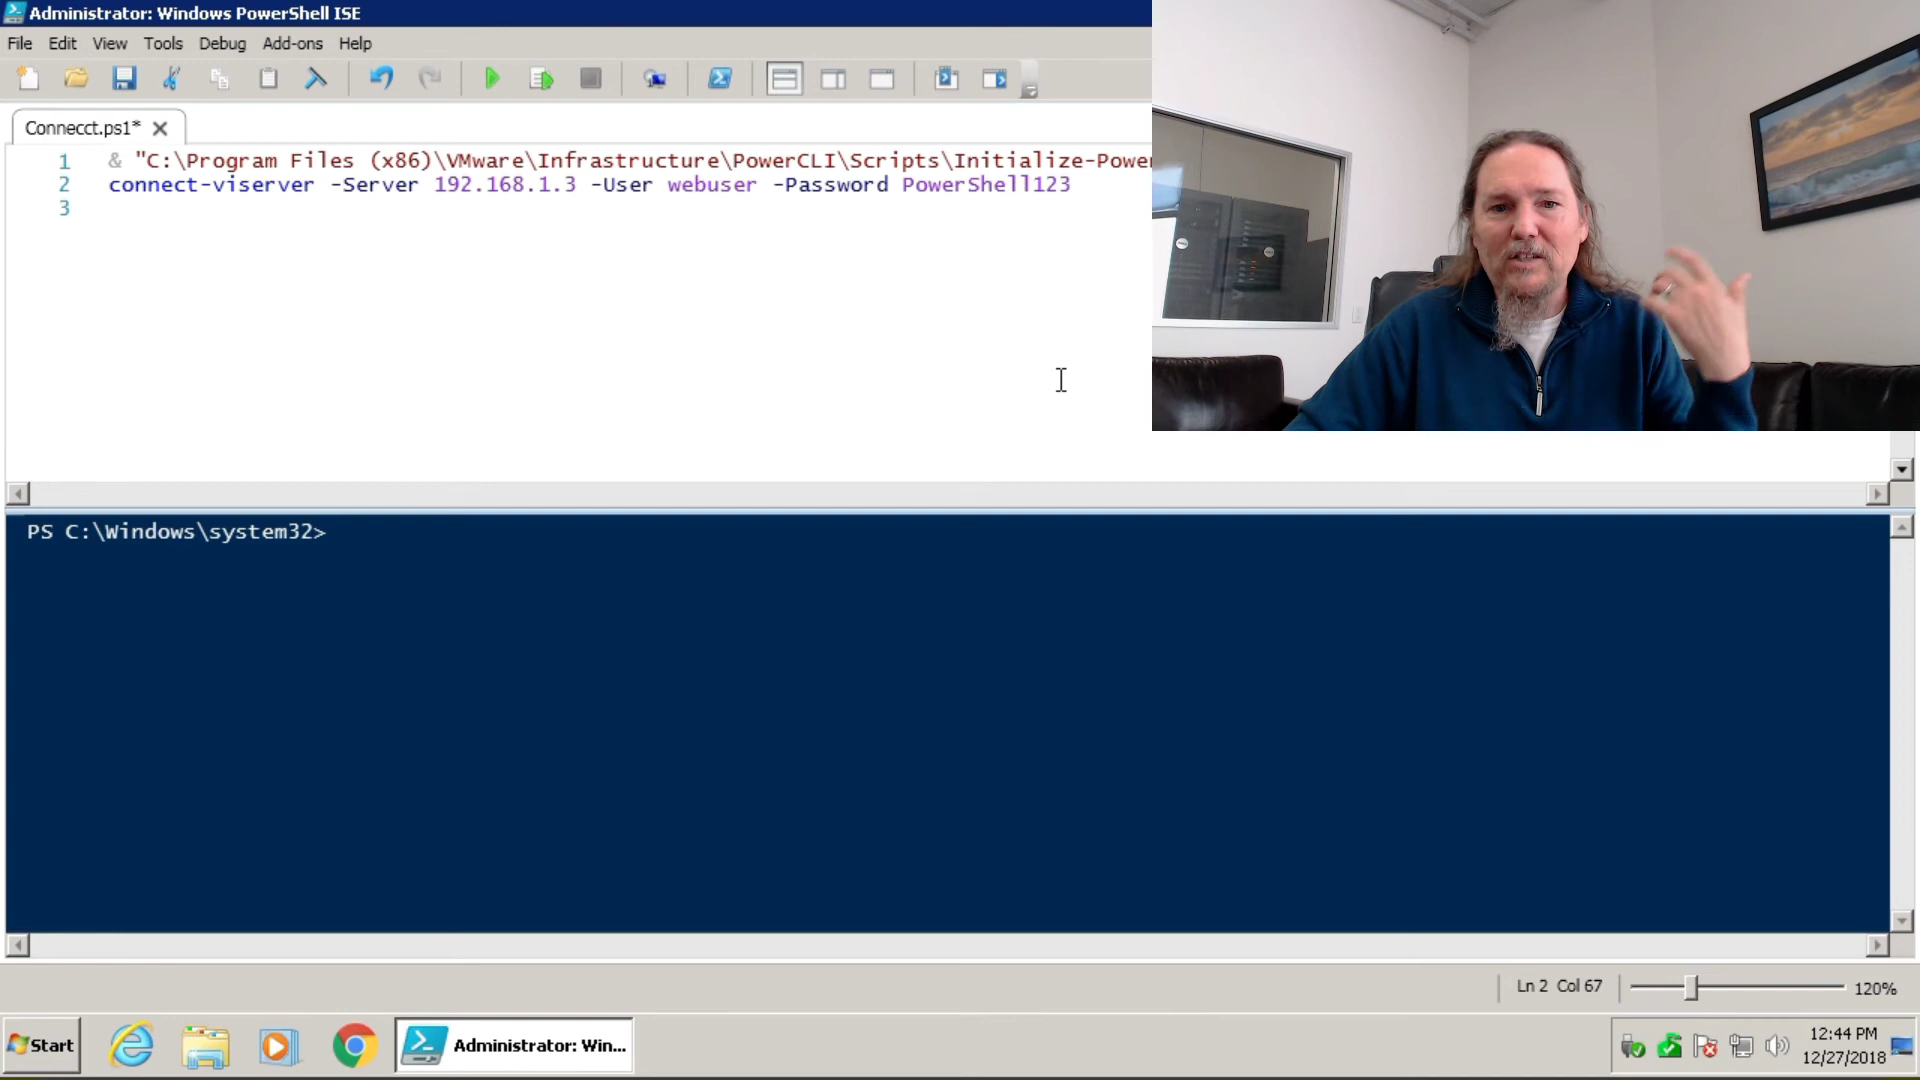 Administrator: Windows PowerShell ISE
File Edit View Tools Debug Add-ons Help
Connecct.ps1*
1 & "C:\Program Files (x86)\VMware\Infrastructure\PowerCLI\Scripts\Initialize-Power
2 connect-viserver -Server 192.168.1.3 -User webuser -Password PowerShell123
3
PS C:\Windows\system32>
Ln 2 Col 67 120%
Start Administrator: Win... 12:44 PM
12/27/2018